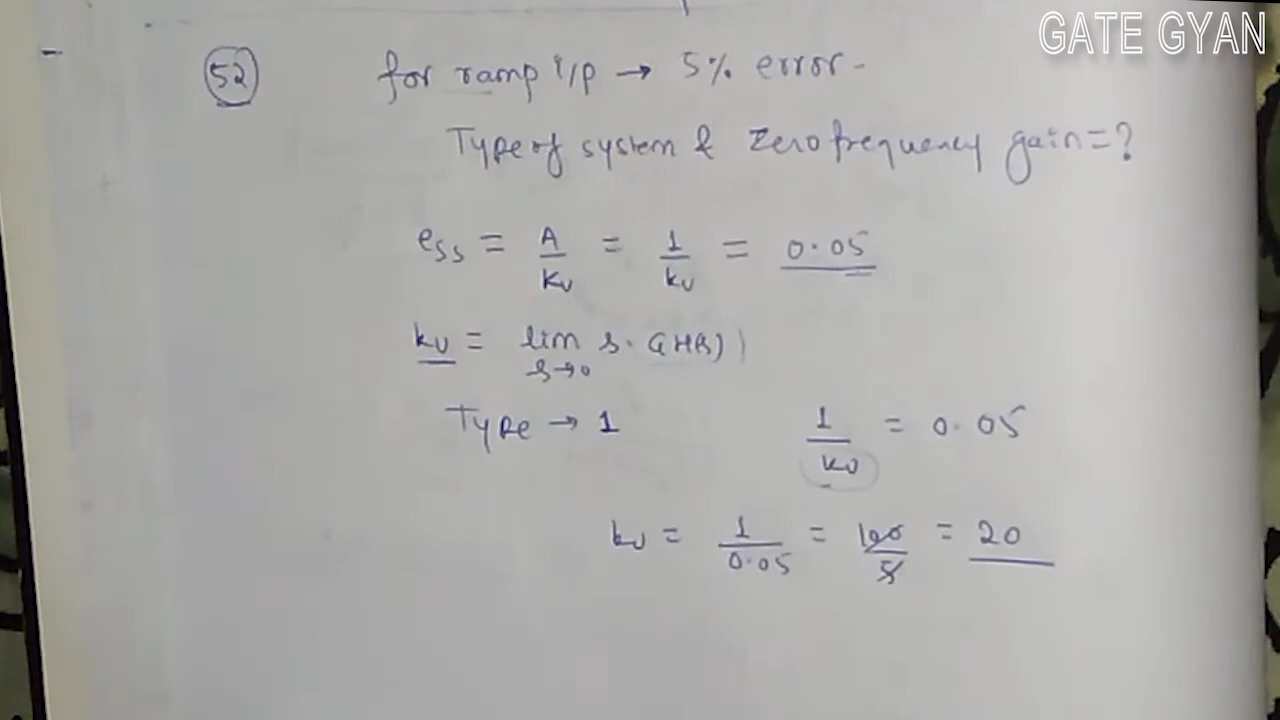 GATE GYAN
52 for ramp i/p → 5% error-
Type of system & Zero frequency gain = ?
ess = A/Kv = 1/kv = 0.05
kv = lim s→0 s. GH(s)
Type → 1
1/kv = 0.05
kv = 1/0.05 = 100/5 = 20